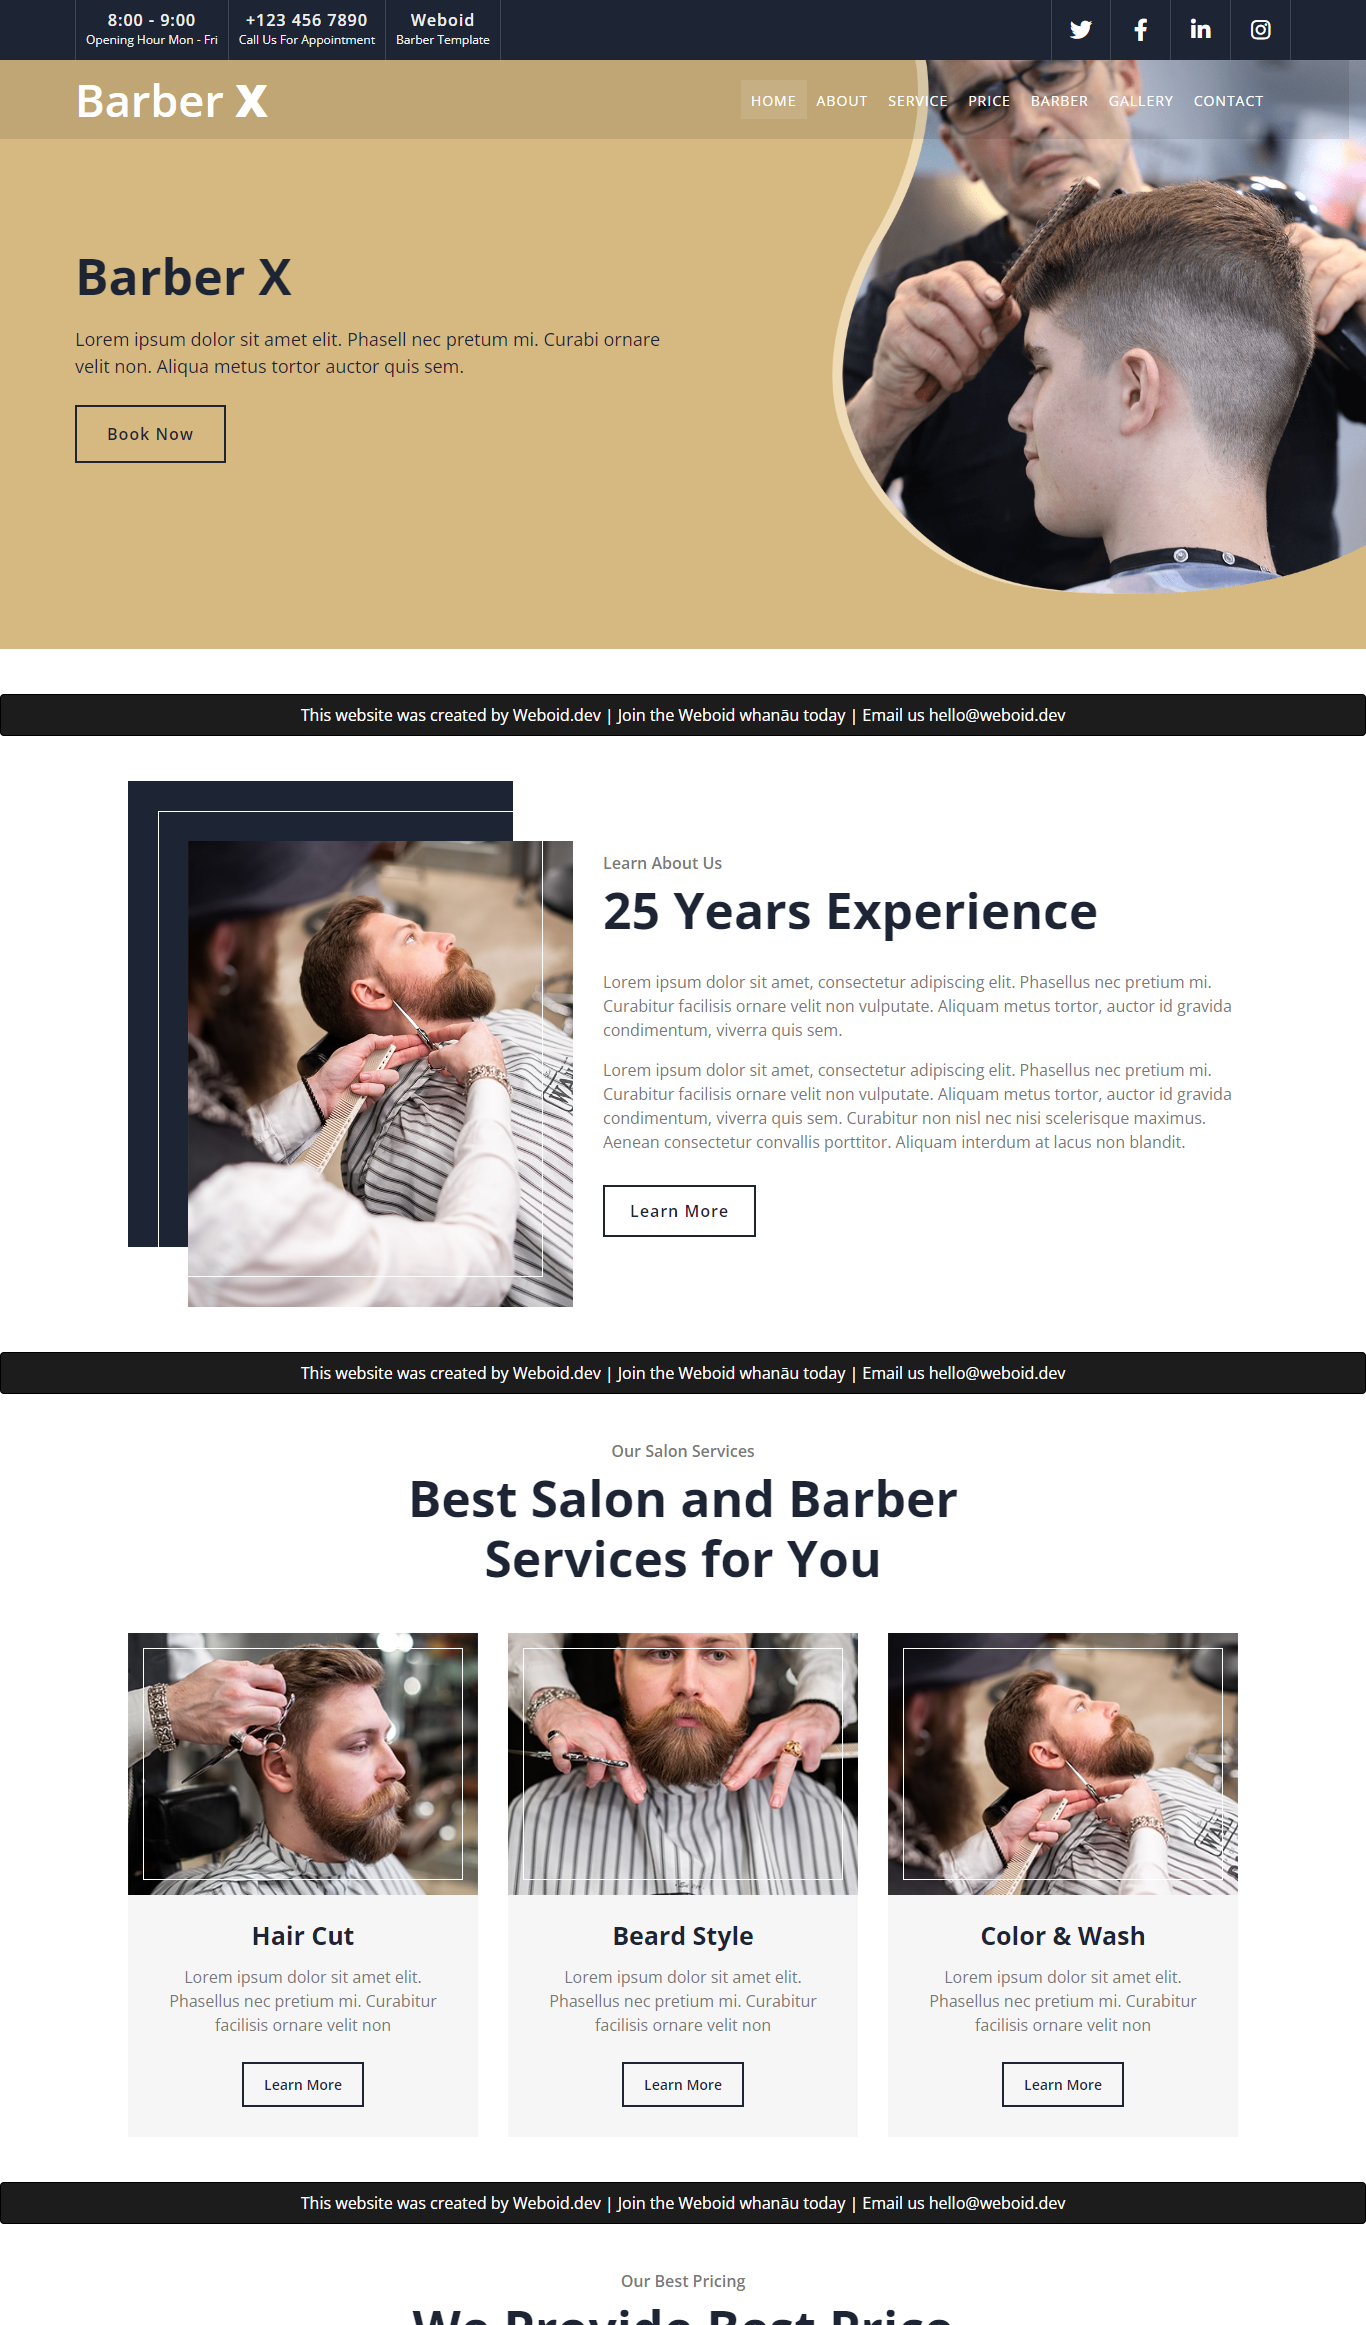 8:00 - 9:00
Opening Hour Mon - Fri
+123 456 7890
Call Us For Appointment
Weboid
Barber Template
Barber X
HOME ABOUT SERVICE PRICE BARBER GALLERY CONTACT
Barber X
Lorem ipsum dolor sit amet elit. Phasell nec pretum mi. Curabi ornare
velit non. Aliqua metus tortor auctor quis sem.
Book Now
This website was created by Weboid.dev | Join the Weboid whanāu today | Email us hello@weboid.dev
Learn About Us
25 Years Experience
Lorem ipsum dolor sit amet, consectetur adipiscing elit. Phasellus nec pretium mi.
Curabitur facilisis ornare velit non vulputate. Aliquam metus tortor, auctor id gravida
condimentum, viverra quis sem.
Lorem ipsum dolor sit amet, consectetur adipiscing elit. Phasellus nec pretium mi.
Curabitur facilisis ornare velit non vulputate. Aliquam metus tortor, auctor id gravida
condimentum, viverra quis sem. Curabitur non nisl nec nisi scelerisque maximus.
Aenean consectetur convallis porttitor. Aliquam interdum at lacus non blandit.
Learn More
This website was created by Weboid.dev | Join the Weboid whanāu today | Email us hello@weboid.dev
Our Salon Services
Best Salon and Barber
Services for You
Hair Cut
Lorem ipsum dolor sit amet elit.
Phasellus nec pretium mi. Curabitur
facilisis ornare velit non
Learn More
Beard Style
Lorem ipsum dolor sit amet elit.
Phasellus nec pretium mi. Curabitur
facilisis ornare velit non
Learn More
Color & Wash
Lorem ipsum dolor sit amet elit.
Phasellus nec pretium mi. Curabitur
facilisis ornare velit non
Learn More
This website was created by Weboid.dev | Join the Weboid whanāu today | Email us hello@weboid.dev
Our Best Pricing
We Provide Best Price